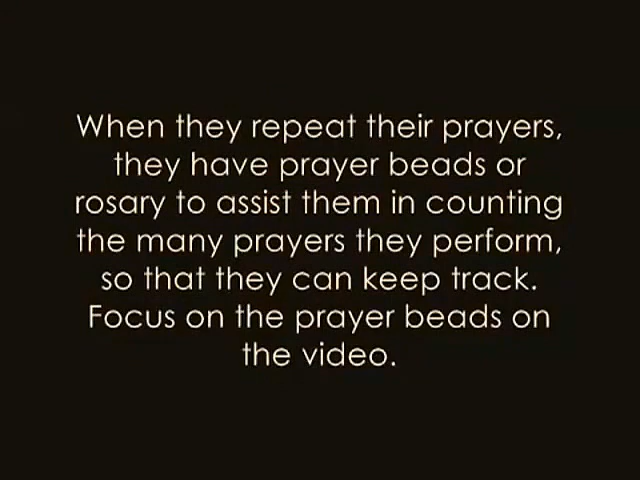 When they repeat their prayers,
they have prayer beads or
rosary to assist them in counting
the many prayers they perform,
so that they can keep track.
Focus on the prayer beads on
the video.